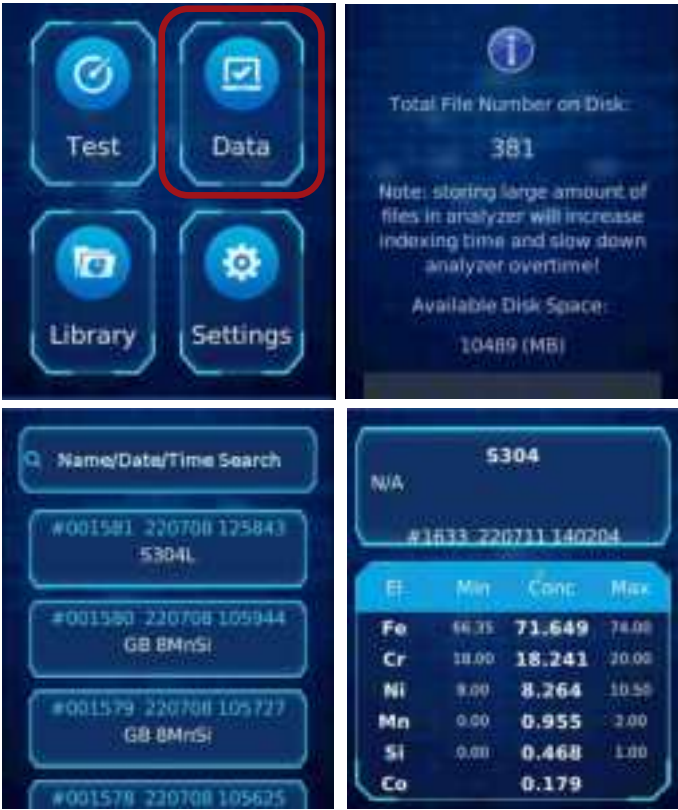 Test Data
Library Settings
Total File Number on Disk:
381
Note: storing large amount of
files in analyzer will increase
indexing time and slow down
analyzer overtime!
Available Disk Space:
10489 (MB)
Name/Date/Time Search
#001581 220708 125843
S304L
#001580 220708 105944
GB 8MnSi
#001579 220708 105727
GB 8MnSi
#001578 220708 105625
S304
N/A
#1633 220711 140204
El Min Conc Max
Fe 66.35 71.649 74.00
Cr 18.00 18.241 20.00
Ni 8.00 8.264 10.50
Mn 0.00 0.955 2.00
Si 0.00 0.468 1.00
Co 0.179